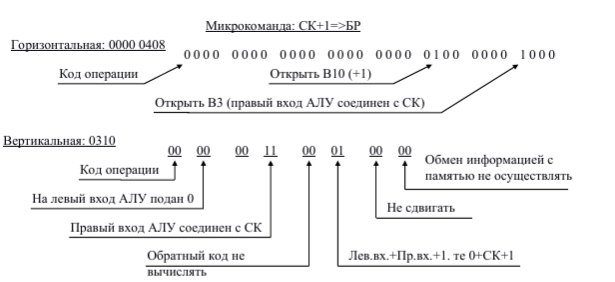 Микрокоманда: СК+1=>БР
Горизонтальная: 0000 0408
0000 0000 0000 0000 0000 0100 0000 1000
Код операции
Открыть В10 (+1)
Открыть В3 (правый вход АЛУ соединен с СК)
Вертикальная: 0310
00 00 00 11 00 01 00 00
Код операции
Обмен информацией с
памятью не осуществлять
На левый вход АЛУ подан 0
Не сдвигать
Правый вход АЛУ соединен с СК
Обратный код не
вычислять
Лев.вх.+Пр.вх.+1. те 0+СК+1